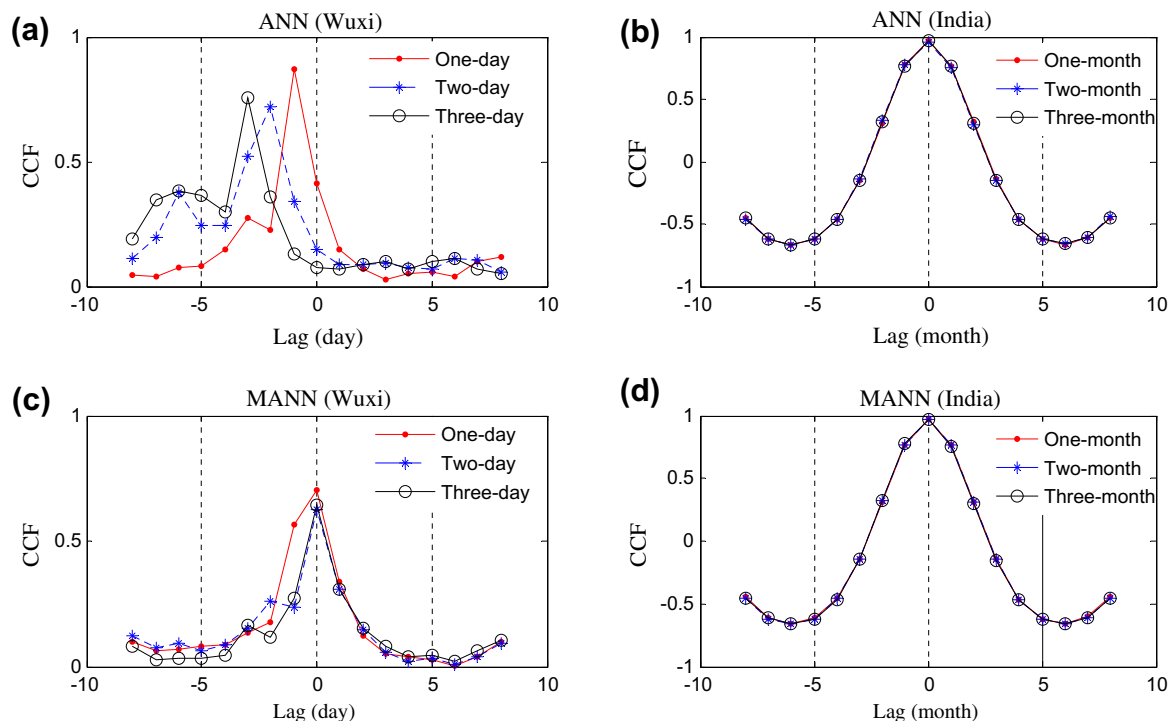 (a)
ANN (Wuxi)
1
0.5
0
CCF
One-day
Two-day
Three-day
-10
-5
0
5
10
Lag (day)
(b)
ANN (India)
1
0.5
0
-0.5
-1
CCF
One-month
Two-month
Three-month
-10
-5
0
5
10
Lag (month)
(c)
MANN (Wuxi)
1
0.5
0
CCF
One-day
Two-day
Three-day
-10
-5
0
5
10
Lag (day)
(d)
MANN (India)
1
0.5
0
-0.5
-1
CCF
One-month
Two-month
Three-month
-10
-5
0
5
10
Lag (month)